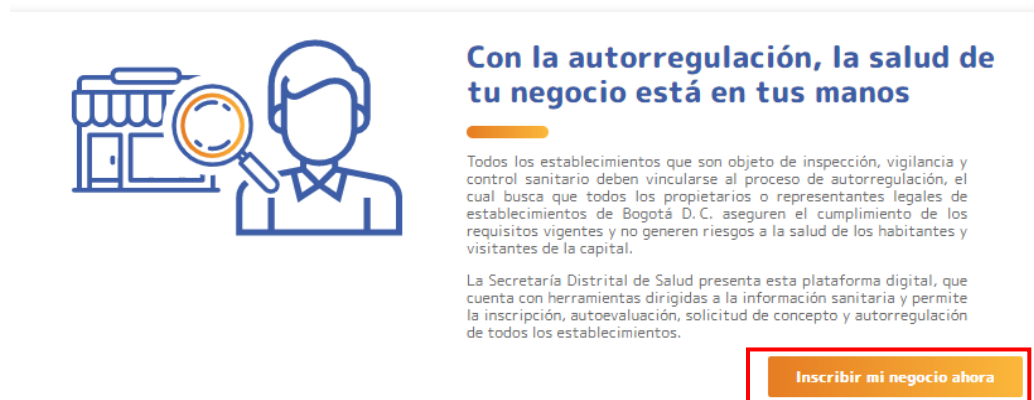 Con la autorregulación, la salud de
tu negocio está en tus manos
Todos los establecimientos que son objeto de inspección, vigilancia y
control sanitario deben vincularse al proceso de autorregulación, el
cual busca que todos los propietarios o representantes legales de
establecimientos de Bogotá D. C. aseguren el cumplimiento de los
requisitos vigentes y no generen riesgos a la salud de los habitantes y
visitantes de la capital.
La Secretaría Distrital de Salud presenta esta plataforma digital, que
cuenta con herramientas dirigidas a la información sanitaria y permite
la inscripción, autoevaluación, solicitud de concepto y autorregulación
de todos los establecimientos.
Inscribir mi negocio ahora